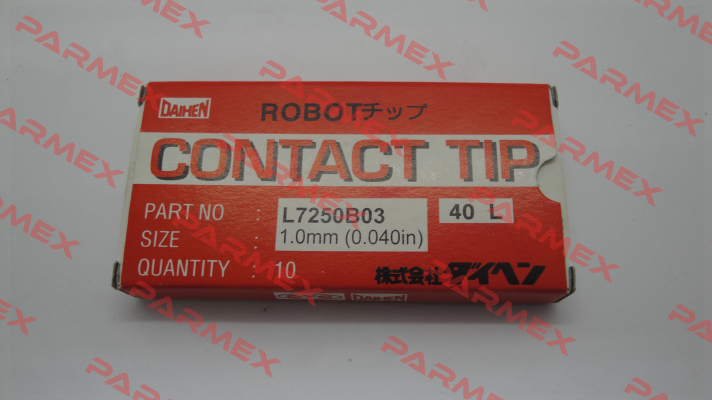 DAIHEN
ROBOTチップ
CONTACT TIP
PART NO : L7250B03 40 L
SIZE : 1.0mm (0.040in)
QUANTITY : 10
株式会社ダイヘン
DAIHEN
PARMEX